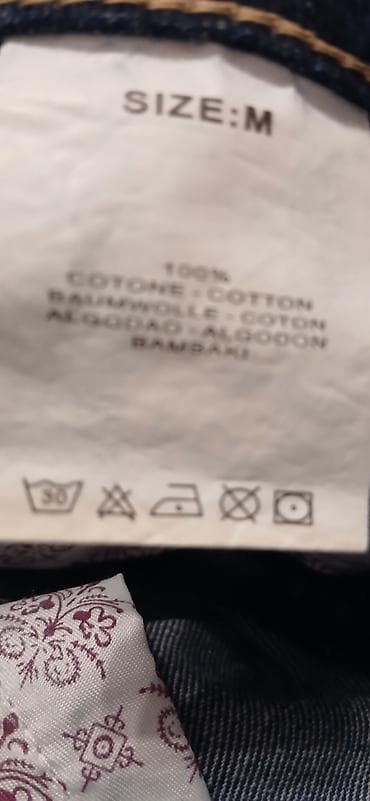 SIZE:M
100%
COTONE - COTTON
BAUMWOLLE - COTON
ALGODAO - ALGODON
BAMBAKI
30